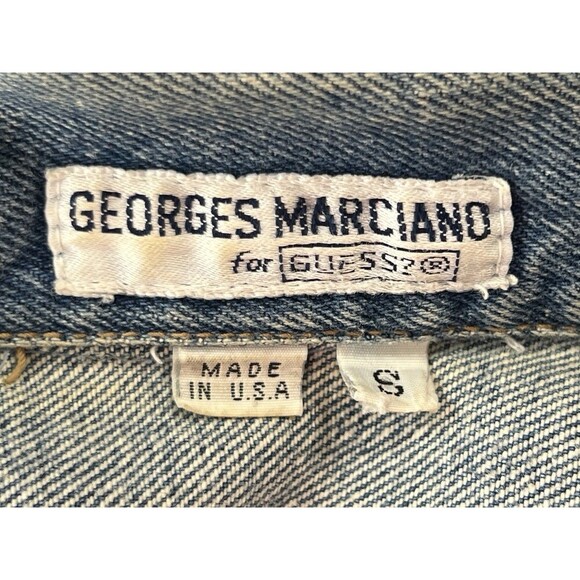 GEORGES MARCIANO
for GUESS?®
MADE
IN U.S.A
S